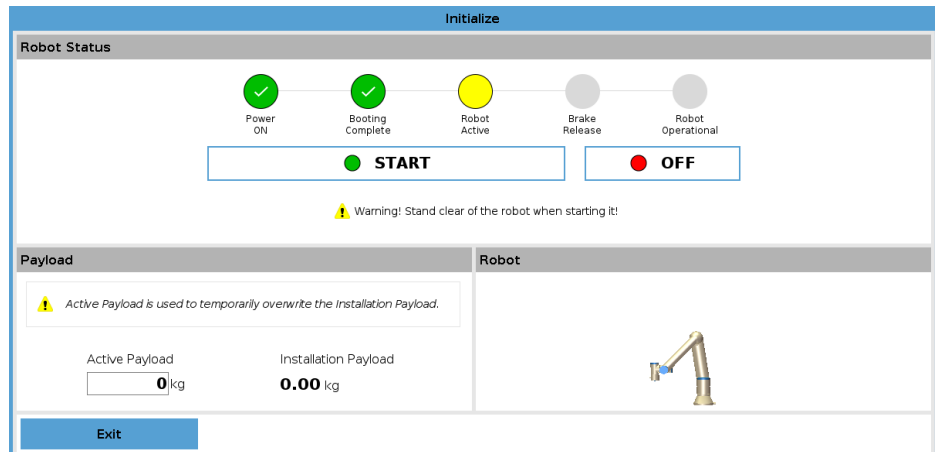 Initialize
Robot Status
Power ON
Booting Complete
Robot Active
Brake Release
Robot Operational
START
OFF
Warning! Stand clear of the robot when starting it!
Payload
Robot
Active Payload is used to temporarily overwrite the Installation Payload.
Active Payload
Installation Payload
0 kg
0.00 kg
Exit